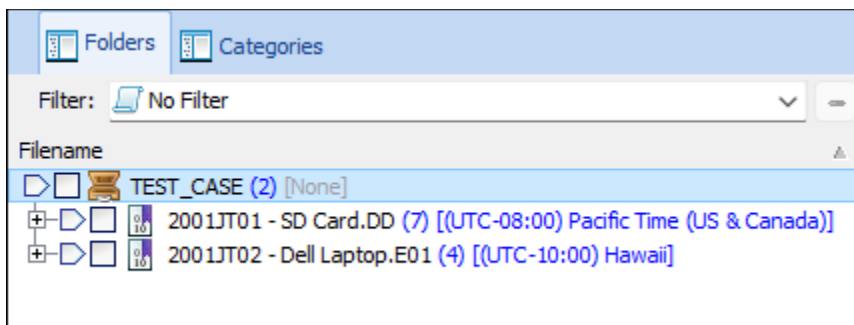 Folders Categories
Filter: No Filter
Filename
TEST_CASE (2) [None]
2001JT01 - SD Card.DD (7) [(UTC-08:00) Pacific Time (US & Canada)]
2001JT02 - Dell Laptop.E01 (4) [(UTC-10:00) Hawaii]